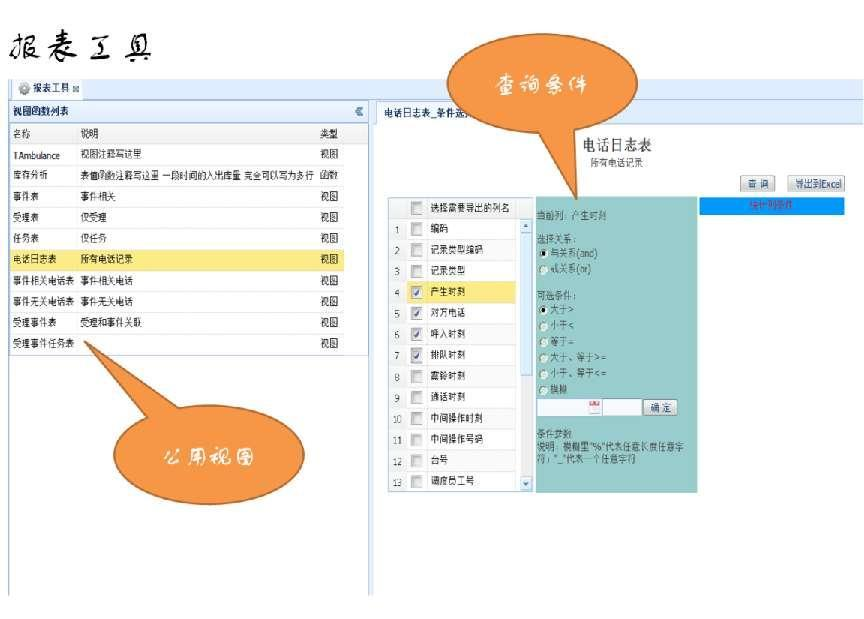 报表工具
查询条件
报表工具
视图函数列表
电话日志表_条件选择
名称 说明 类型
TAmbulance 视图注释写这里 视图
库存分析 表值函数注释写这里 一段时间的入出库量 完全可以写为多行 函数
事件表 事件相关 视图
受理表 仅受理 视图
任务表 仅任务 视图
电话日志表 所有电话记录 视图
事件相关电话表 事件相关电话 视图
事件无关电话表 事件无关电话 视图
受理事件表 受理和事件关联 视图
受理事件任务表 视图
公用视图
电话日志表
所有电话记录
查 询 导出到Excel
选择需要导出的列名
1 编码
2 记录类型编码
3 记录类型
4 产生时刻
5 对方电话
6 呼入时刻
7 排队时刻
8 震铃时刻
9 通话时刻
10 中间操作时刻
11 中间操作号码
12 台号
13 调度员工号
当前列：产生时刻
选择关系：
与关系(and)
或关系(or)
可选条件：
大于>
小于<
等于=
大于、等于>=
小于、等于<=
模糊
确 定
条件参数
说明：模糊里"%"代表任意长度任意字
符；"_"代表一个任意字符
统计列条件